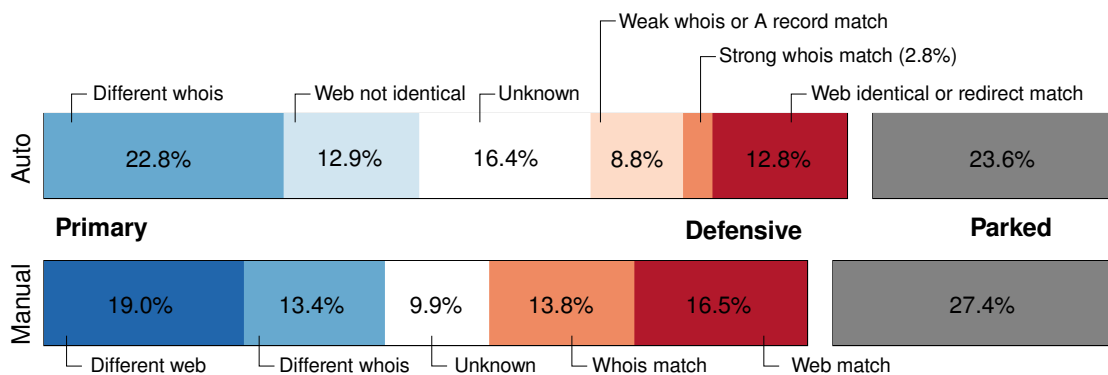 Weak whois or A record match
Strong whois match (2.8%)
Different whois
Web not identical
Unknown
Web identical or redirect match
Auto
22.8%
12.9%
16.4%
8.8%
12.8%
23.6%
Primary
Defensive
Parked
Manual
19.0%
13.4%
9.9%
13.8%
16.5%
27.4%
Different web
Different whois
Unknown
Whois match
Web match